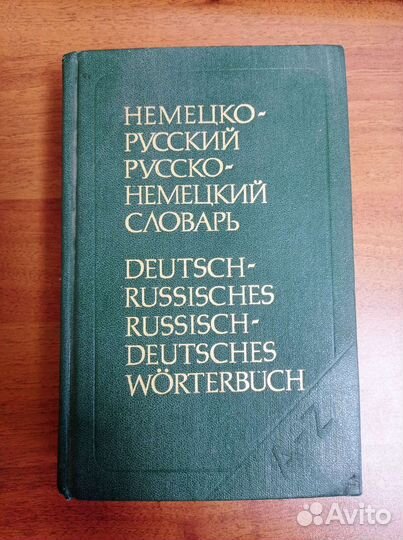 НЕМЕЦКО-
РУССКИЙ
РУССКО-
НЕМЕЦКИЙ
СЛОВАРЬ
DEUTSCH-
RUSSISCHES
RUSSISCH-
DEUTSCHES
WÖRTERBUCH
A-Z
Avito